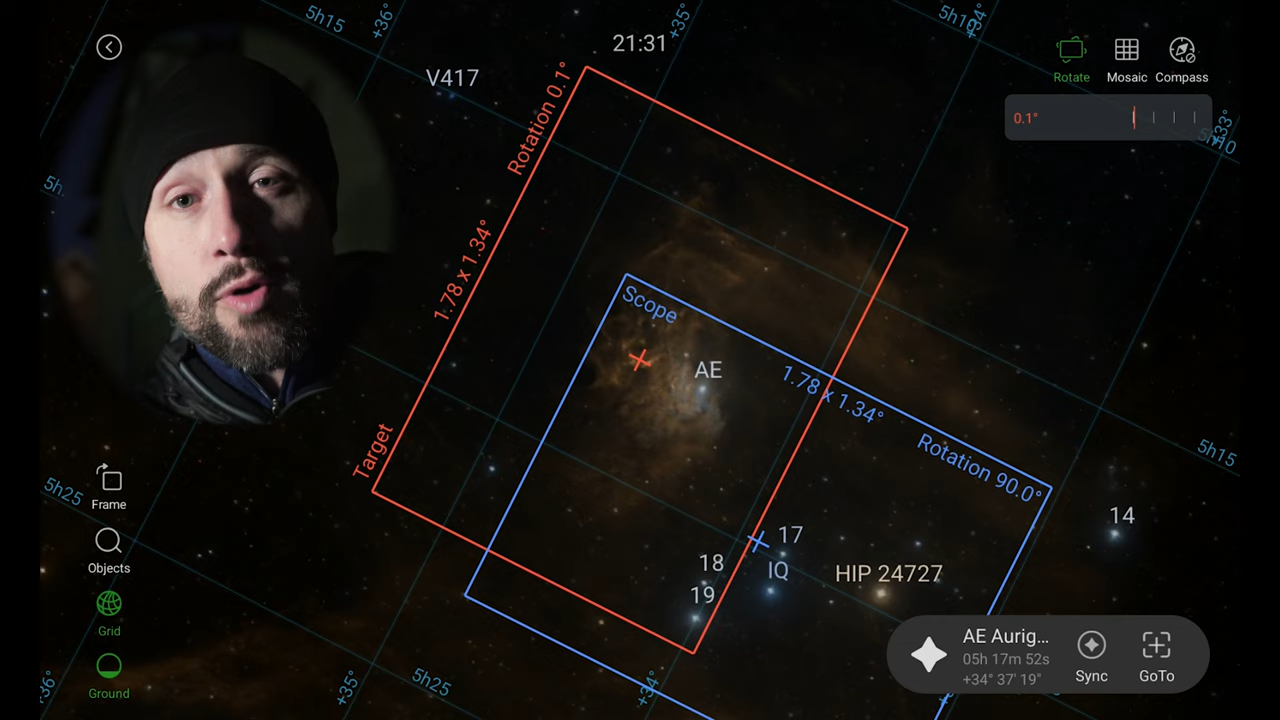 5h15
+36°
21:31
+35°
5h10
+34°
V417
Rotate
Mosaic
Compass
0.1°
+33°
5h10
5h.
Rotation 0.1°
1.78 x 1.34°
Target
Scope
AE
1.78 x 1.34°
Rotation 90.0°
5h15
14
5h25
Frame
Objects
Grid
Ground
17
IQ
18
19
HIP 24727
AE Aurig...
05h 17m 52s
+34° 37' 19"
Sync
GoTo
+36°
+35°
5h25
+34°